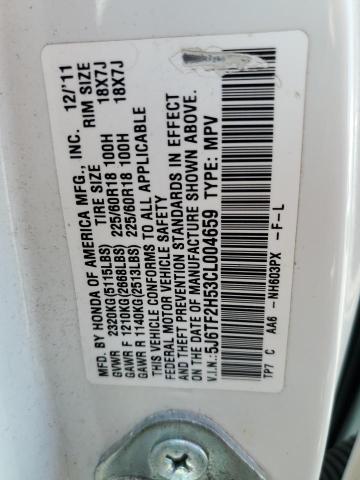 MFD. BY HONDA OF AMERICA MFG., INC. 12/11
TIRE SIZE RIM SIZE
GVWR 2320KG(5115LBS)
GAWR F 1210KG(2668LBS) 225/60R18 100H 18X7J
GAWR R 1140KG(2513LBS) 225/60R18 100H 18X7J
THIS VEHICLE CONFORMS TO ALL APPLICABLE
FEDERAL MOTOR VEHICLE SAFETY
AND THEFT PREVENTION STANDARDS IN EFFECT
ON THE DATE OF MANUFACTURE SHOWN ABOVE.
V.I.N.: 5J6TF2H53CL004659 TYPE: MPV
TP7 C AA6 -NH603PX -F-L